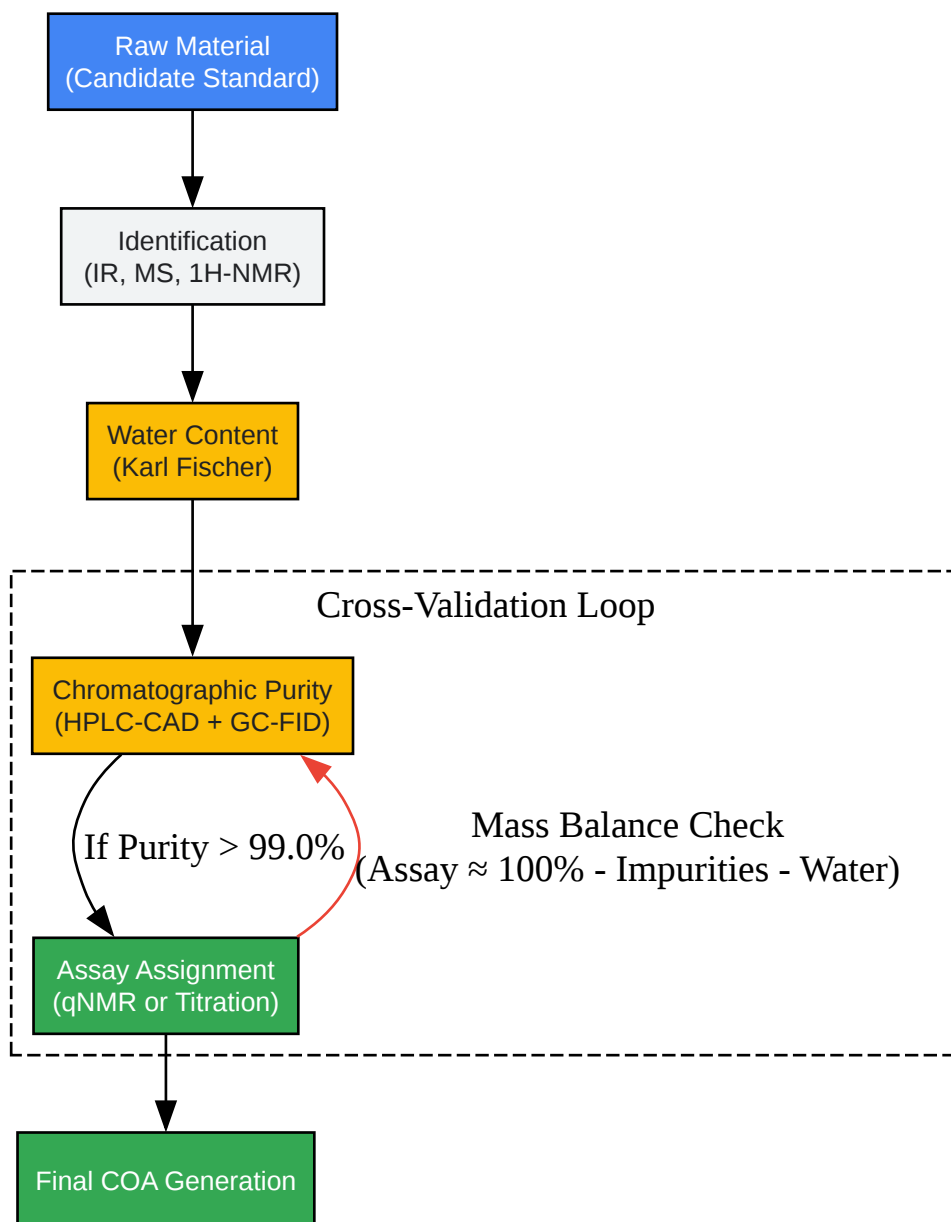 Raw Material
(Candidate Standard)
Identification
(IR, MS, 1H-NMR)
Water Content
(Karl Fischer)
Cross-Validation Loop
Chromatographic Purity
(HPLC-CAD + GC-FID)
If Purity > 99.0%
Mass Balance Check
(Assay ≈ 100% - Impurities - Water)
Assay Assignment
(qNMR or Titration)
Final COA Generation